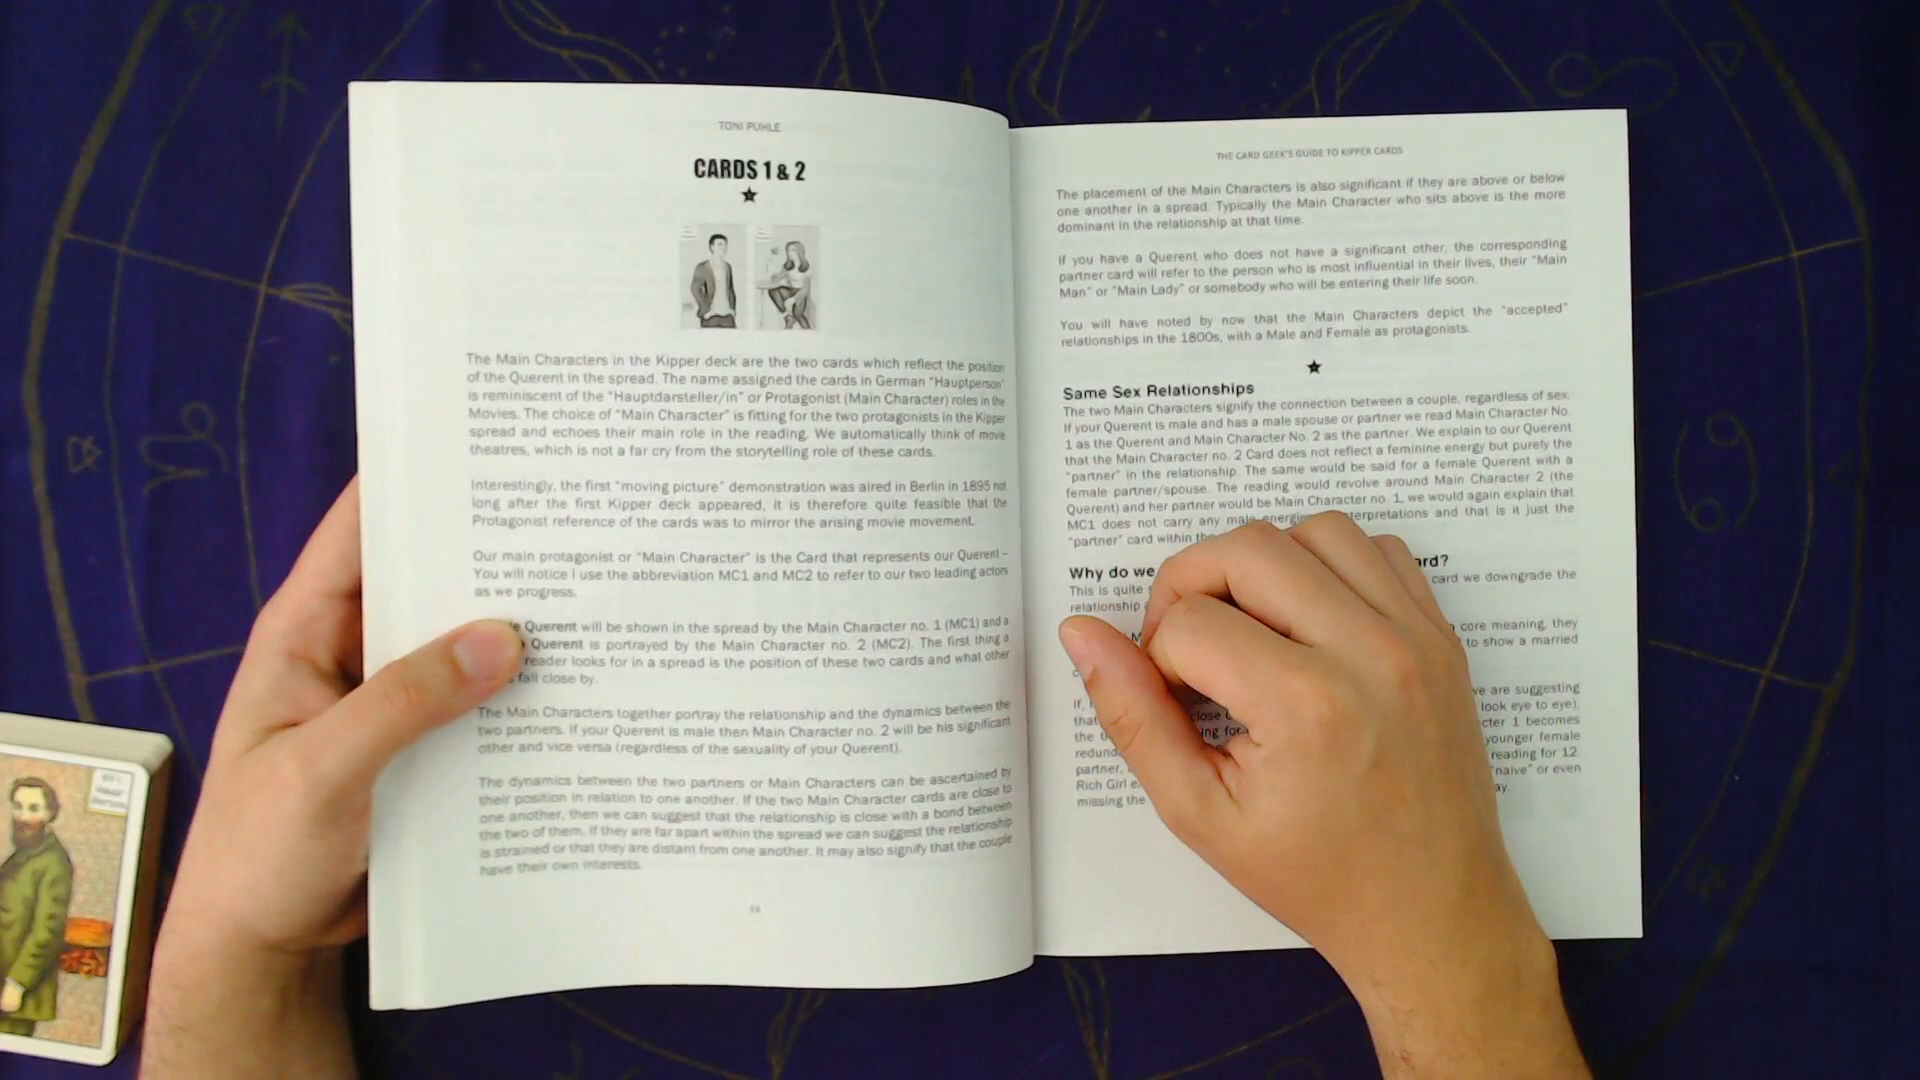 TONI PUHLE
CARDS 1 & 2
The Main Characters in the Kipper deck are the two cards which reflect the position
of the Querent in the spread. The name assigned the cards in German "Hauptperson"
is reminiscent of the "Hauptdarsteller/in" or Protagonist (Main Character) roles in the
Movies. The choice of "Main Character" is fitting for the two protagonists in the Kipper
spread and echoes their main role in the reading. We automatically think of movie
theatres, which is not a far cry from the storytelling role of these cards.
Interestingly, the first "moving picture" demonstration was aired in Berlin in 1895 not
long after the first Kipper deck appeared, it is therefore quite feasible that the
Protagonist reference of the cards was to mirror the arising movie movement.
Our main protagonist or "Main Character" is the Card that represents our Querent –
You will notice I use the abbreviation MC1 and MC2 to refer to our two leading actors
as we progress.
Querent will be shown in the spread by the Main Character no. 1 (MC1) and a
Querent is portrayed by the Main Character no. 2 (MC2). The first thing a
reader looks for in a spread is the position of these two cards and what other
fall close by.
The Main Characters together portray the relationship and the dynamics between the
two partners. If your Querent is male then Main Character no. 2 will be his significant
other and vice versa (regardless of the sexuality of your Querent).
The dynamics between the two partners or Main Characters can be ascertained by
their position in relation to one another. If the two Main Character cards are close to
one another, then we can suggest that the relationship is close with a bond between
the two of them. If they are far apart within the spread we can suggest the relationship
is strained or that they are distant from one another. It may also signify that the couple
have their own interests.
THE CARD GEEK'S GUIDE TO KIPPER CARDS
The placement of the Main Characters is also significant if they are above or below
one another in a spread. Typically the Main Character who sits above is the more
dominant in the relationship at that time.
If you have a Querent who does not have a significant other, the corresponding
partner card will refer to the person who is most influential in their lives, their "Main
Man" or "Main Lady" or somebody who will be entering their life soon.
You will have noted by now that the Main Characters depict the "accepted"
relationships in the 1800s, with a Male and Female as protagonists.
Same Sex Relationships
The two Main Characters signify the connection between a couple, regardless of sex.
If your Querent is male and has a male spouse or partner we read Main Character No.
1 as the Querent and Main Character No. 2 as the partner. We explain to our Querent
that the Main Character no. 2 Card does not reflect a feminine energy but purely the
"partner" in the relationship. The same would be said for a female Querent with a
female partner/spouse. The reading would revolve around Main Character 2 (the
Querent) and her partner would be Main Character no. 1, we would again explain that
MC1 does not carry any male energies interpretations and that is it just the
"partner" card within the
Why do we
This is quite card we downgrade the
relationship
core meaning, they
to show a married
If, we are suggesting
that close look eye to eye),
the cter 1 becomes
younger female
partner, reading for 12
Rich Girl "naive" or even
missing the ay.